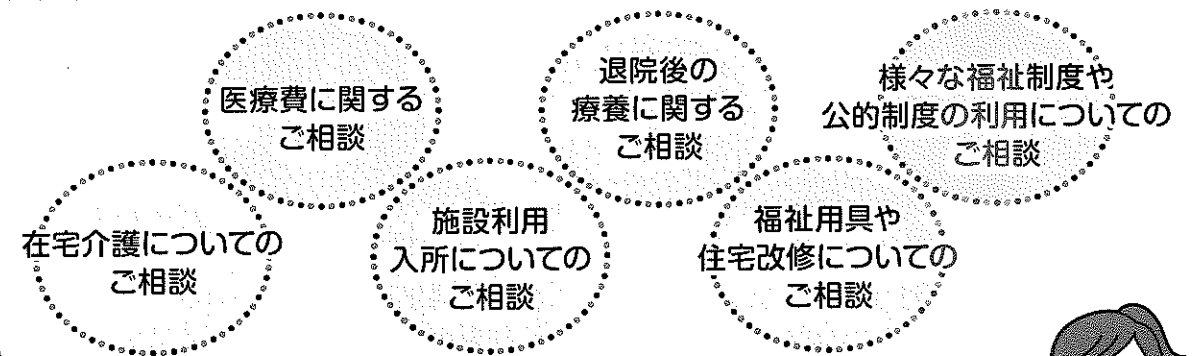 医療費に関する
ご相談
退院後の
療養に関する
ご相談
様々な福祉制度や
公的制度の利用についての
ご相談
在宅介護についての
ご相談
施設利用
入所についての
ご相談
福祉用具や
住宅改修についての
ご相談